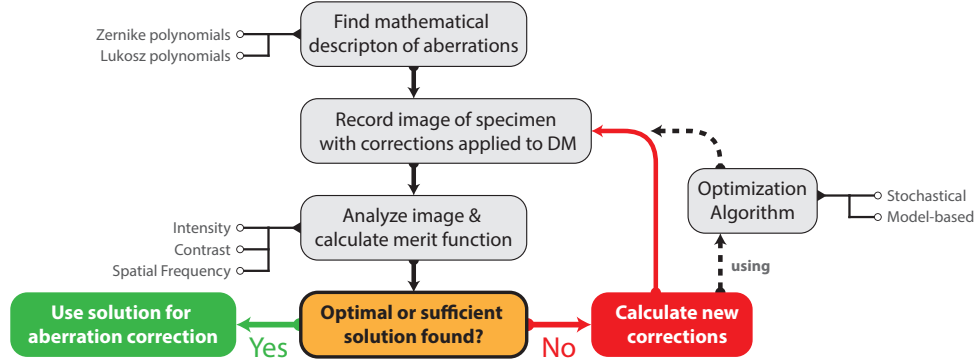 Find mathematical
descripton of aberrations
Zernike polynomials
Lukosz polynomials
Record image of specimen
with corrections applied to DM
Optimization
Algorithm
Stochastical
Model-based
Analyze image &
calculate merit function
Intensity
Contrast
Spatial Frequency
using
Use solution for
aberration correction
Yes
Optimal or sufficient
solution found?
No
Calculate new
corrections